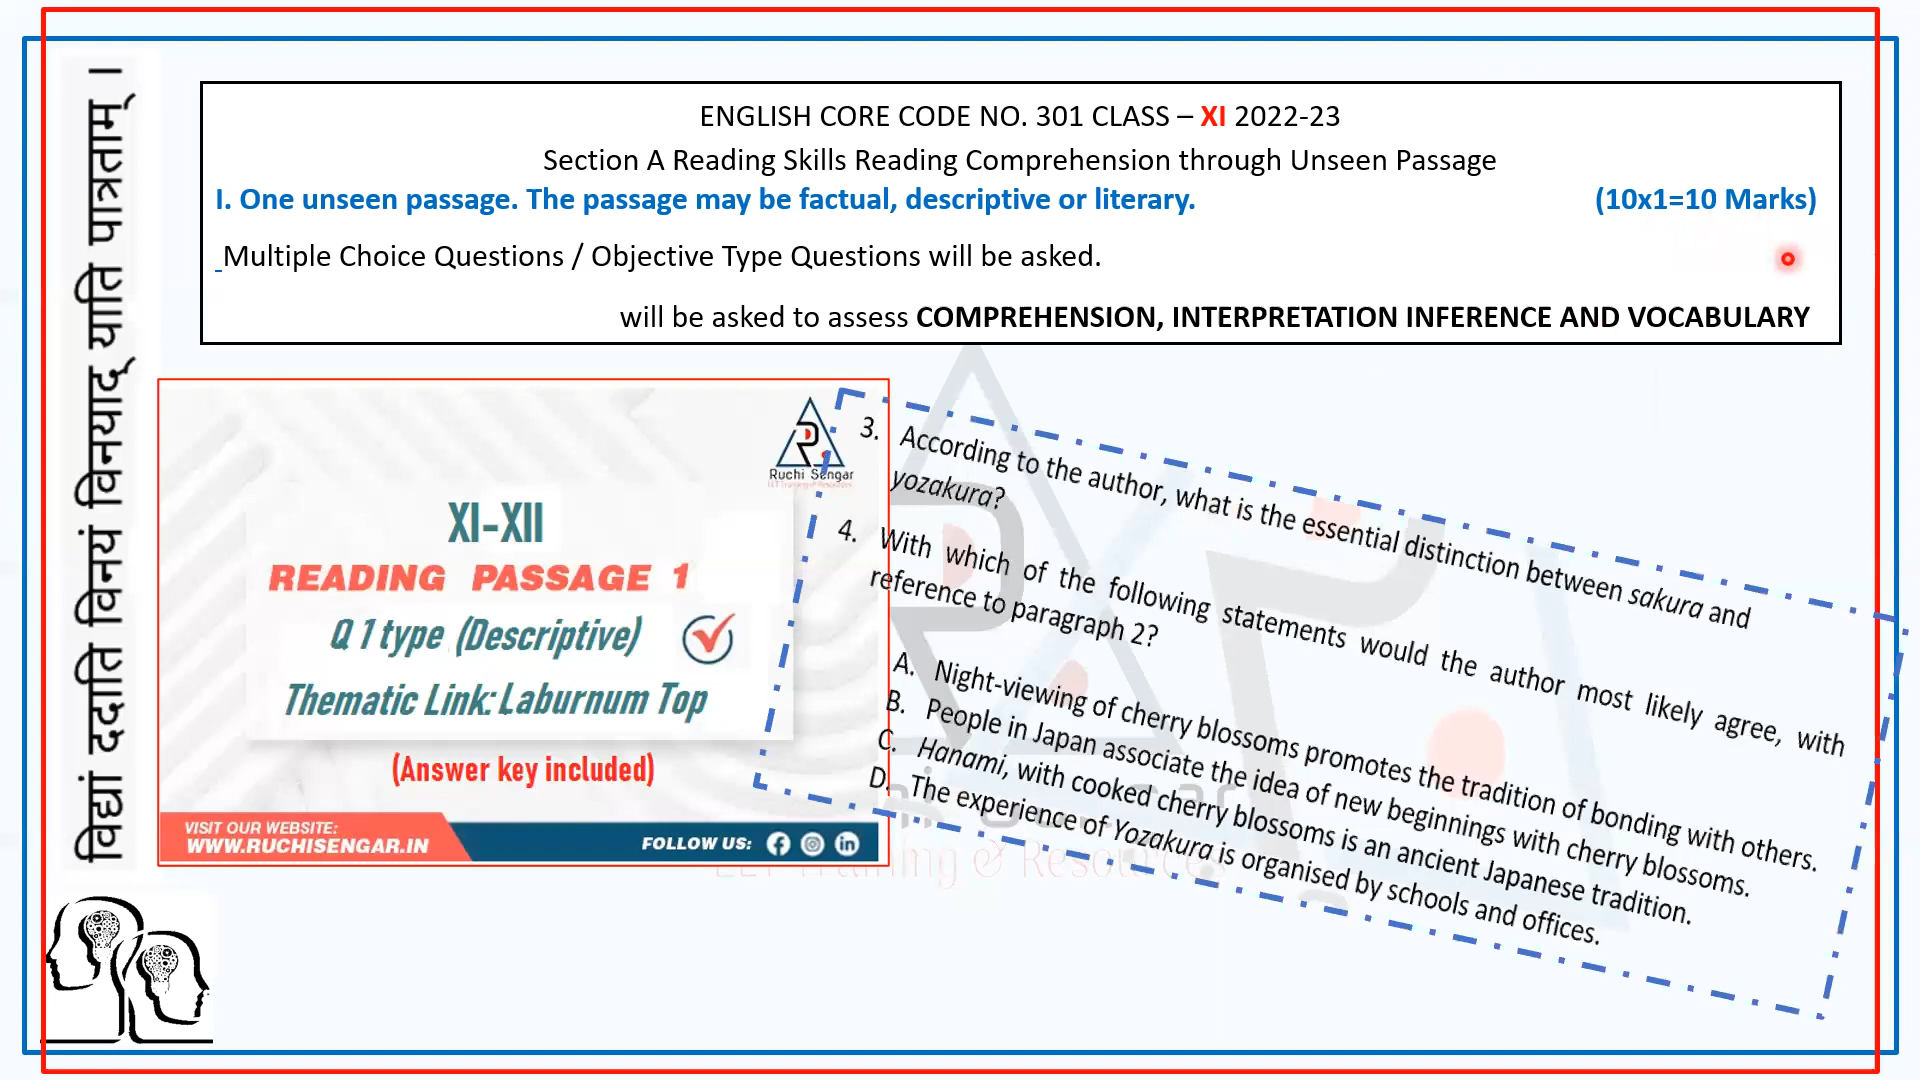 विद्यां ददाति विनयं विनयाद् याति पात्रताम् ।
ENGLISH CORE CODE NO. 301 CLASS – XI 2022-23
Section A Reading Skills Reading Comprehension through Unseen Passage
I. One unseen passage. The passage may be factual, descriptive or literary. (10x1=10 Marks)
Multiple Choice Questions / Objective Type Questions will be asked.
will be asked to assess COMPREHENSION, INTERPRETATION INFERENCE AND VOCABULARY
Ruchi Sengar
ELT Training & Resources
XI-XII
READING PASSAGE 1
Q 1 type (Descriptive)
Thematic Link: Laburnum Top
(Answer key included)
VISIT OUR WEBSITE:
WWW.RUCHISENGAR.IN
FOLLOW US:
3. According to the author, what is the essential distinction between sakura and
yozakura?
4. With which of the following statements would the author most likely agree, with
reference to paragraph 2?
A. Night-viewing of cherry blossoms promotes the tradition of bonding with others.
B. People in Japan associate the idea of new beginnings with cherry blossoms.
C. Hanami, with cooked cherry blossoms is an ancient Japanese tradition.
D. The experience of Yozakura is organised by schools and offices.